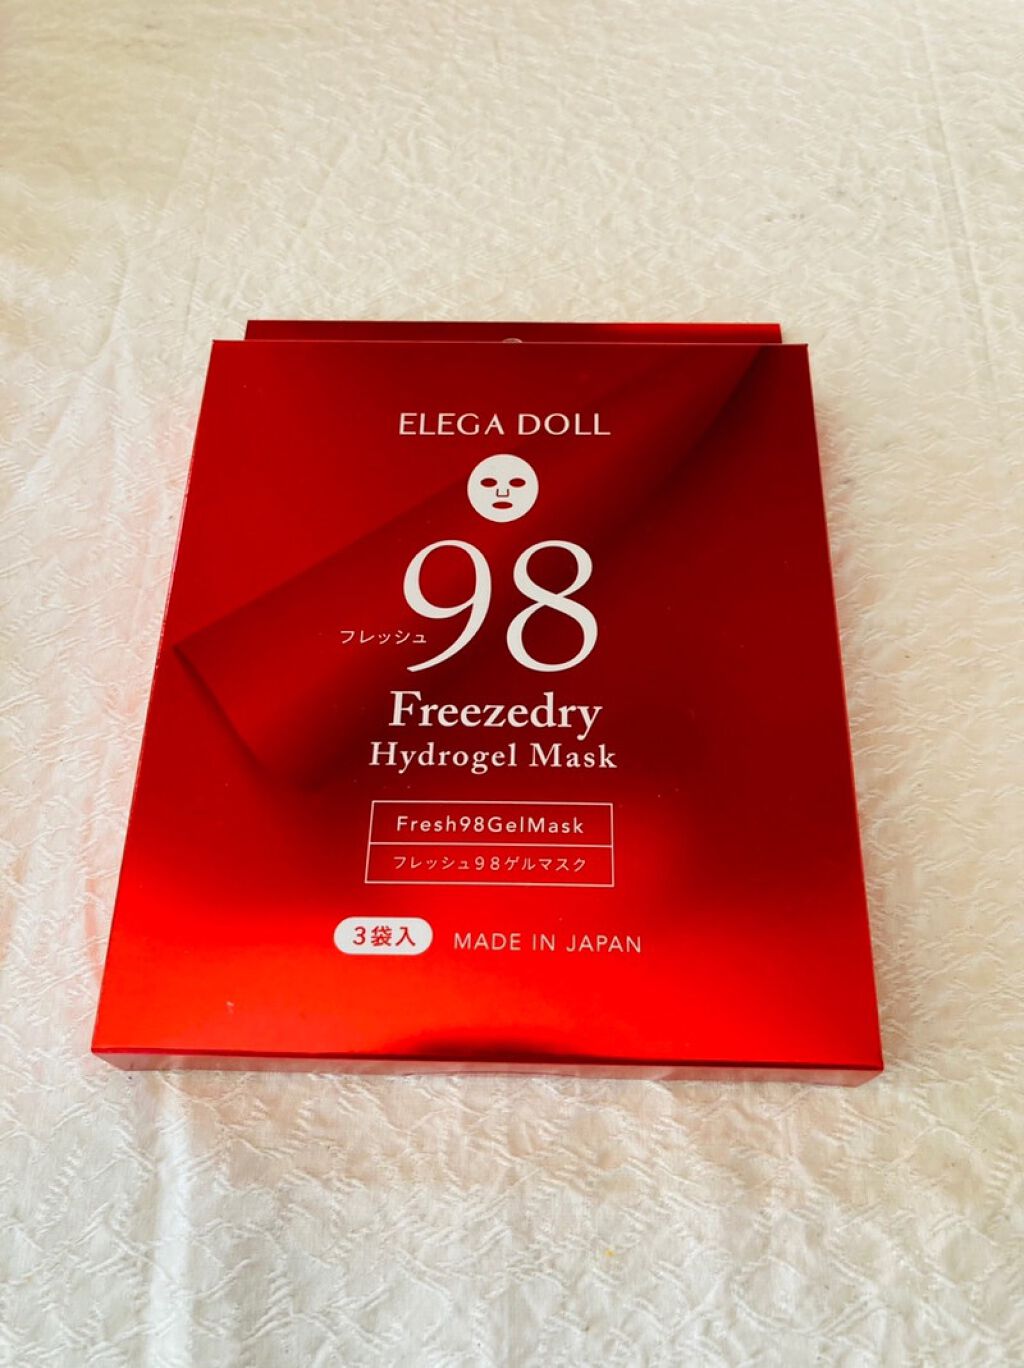 ELEGA DOLL
フレッシュ98
Freezedry
Hydrogel Mask
Fresh98GelMask
フレッシュ98ゲルマスク
3袋入 MADE IN JAPAN